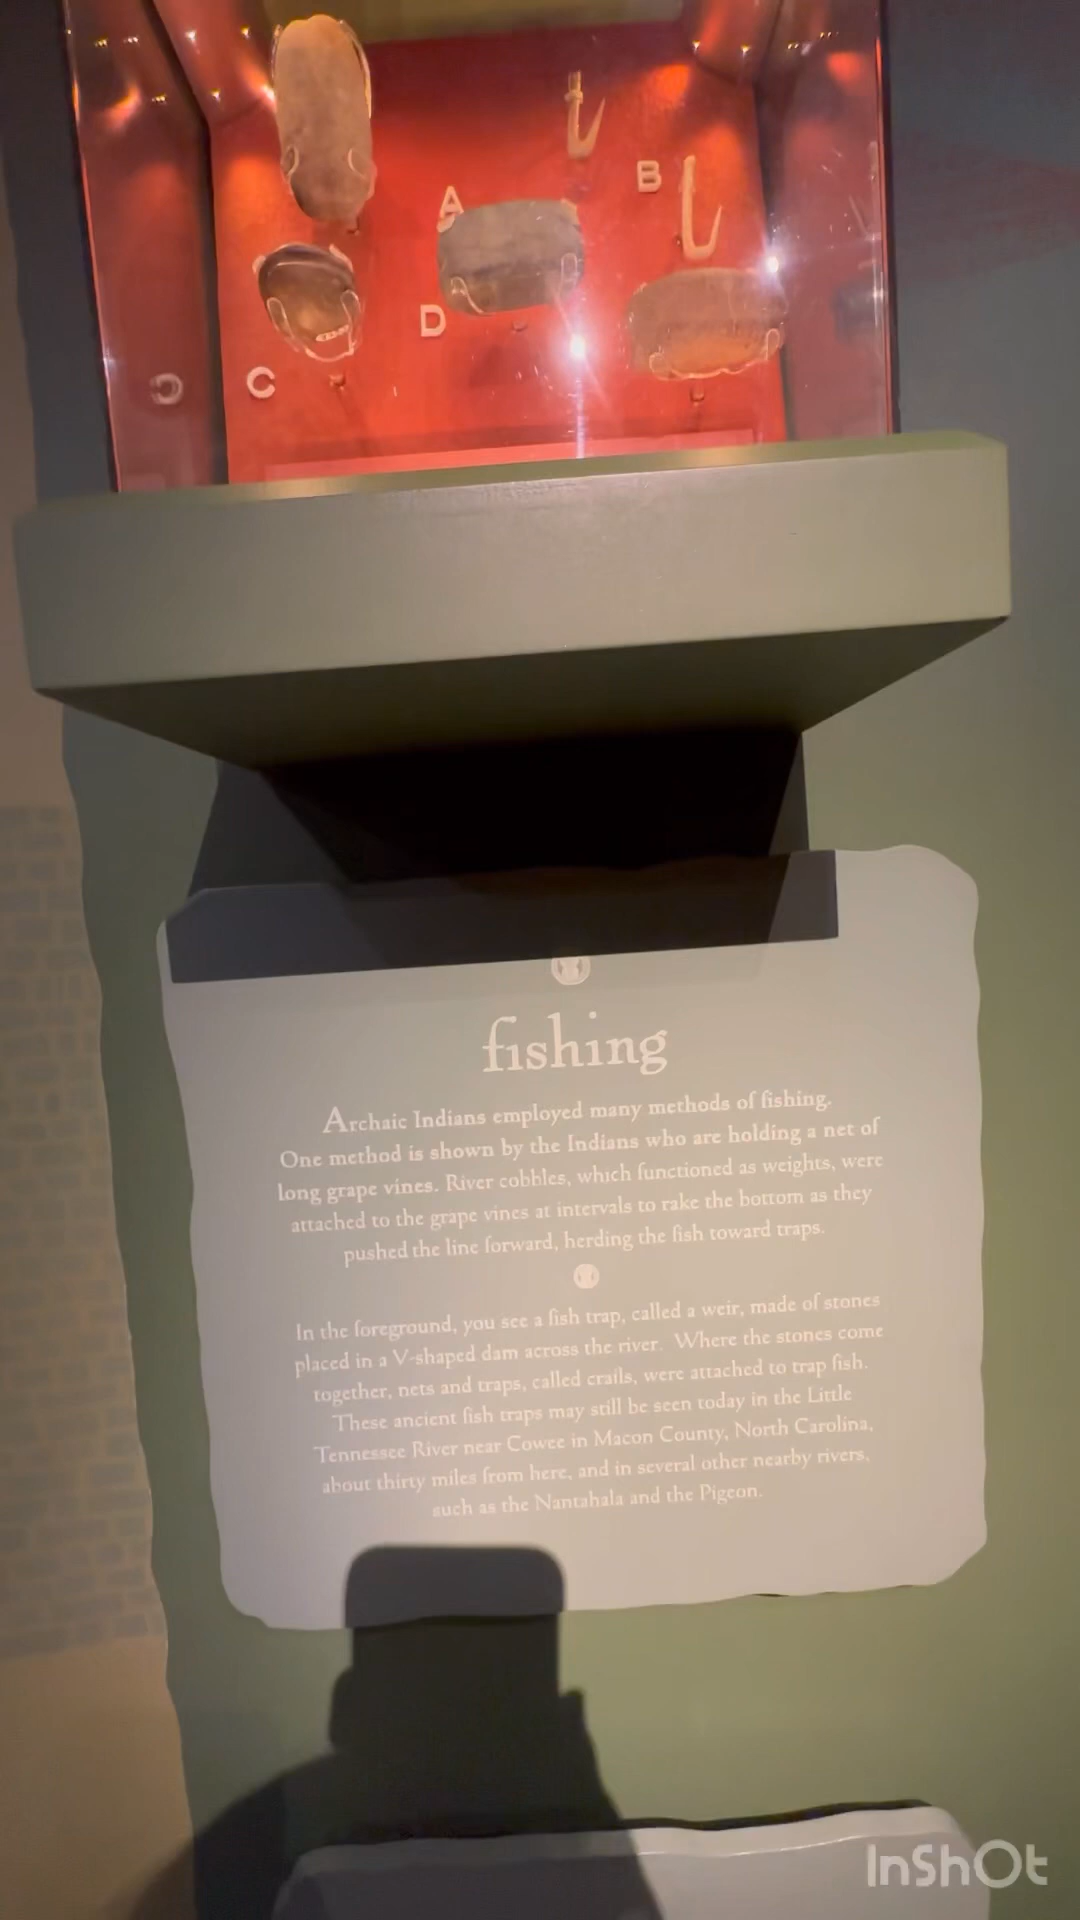 A
B
D
C
fishing
Archaic Indians employed many methods of fishing.
One method is shown by the Indians who are holding a net of
long grape vines. River cobbles, which functioned as weights, were
attached to the grape vines at intervals to rake the bottom as they
pushed the line forward, herding the fish toward traps.
In the foreground, you see a fish trap, called a weir, made of stones
placed in a V-shaped dam across the river. Where the stones come
together, nets and traps, called crails, were attached to trap fish.
These ancient fish traps may still be seen today in the Little
Tennessee River near Cowee in Macon County, North Carolina,
about thirty miles from here, and in several other nearby rivers,
such as the Nantahala and the Pigeon.
InShOt